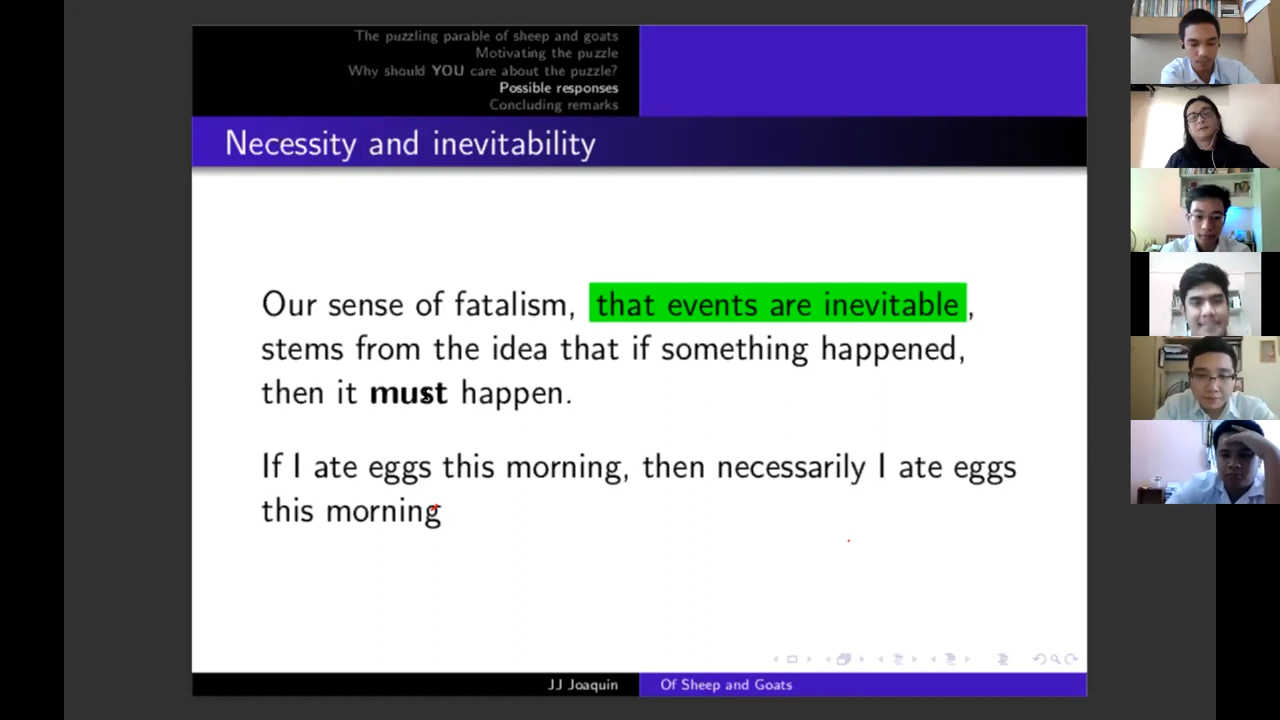 The puzzling parable of sheep and goats
Motivating the puzzle
Why should YOU care about the puzzle?
Possible responses
Concluding remarks
Necessity and inevitability
Our sense of fatalism, that events are inevitable,
stems from the idea that if something happened,
then it must happen.
If I ate eggs this morning, then necessarily I ate eggs
this morning
JJ Joaquin
Of Sheep and Goats